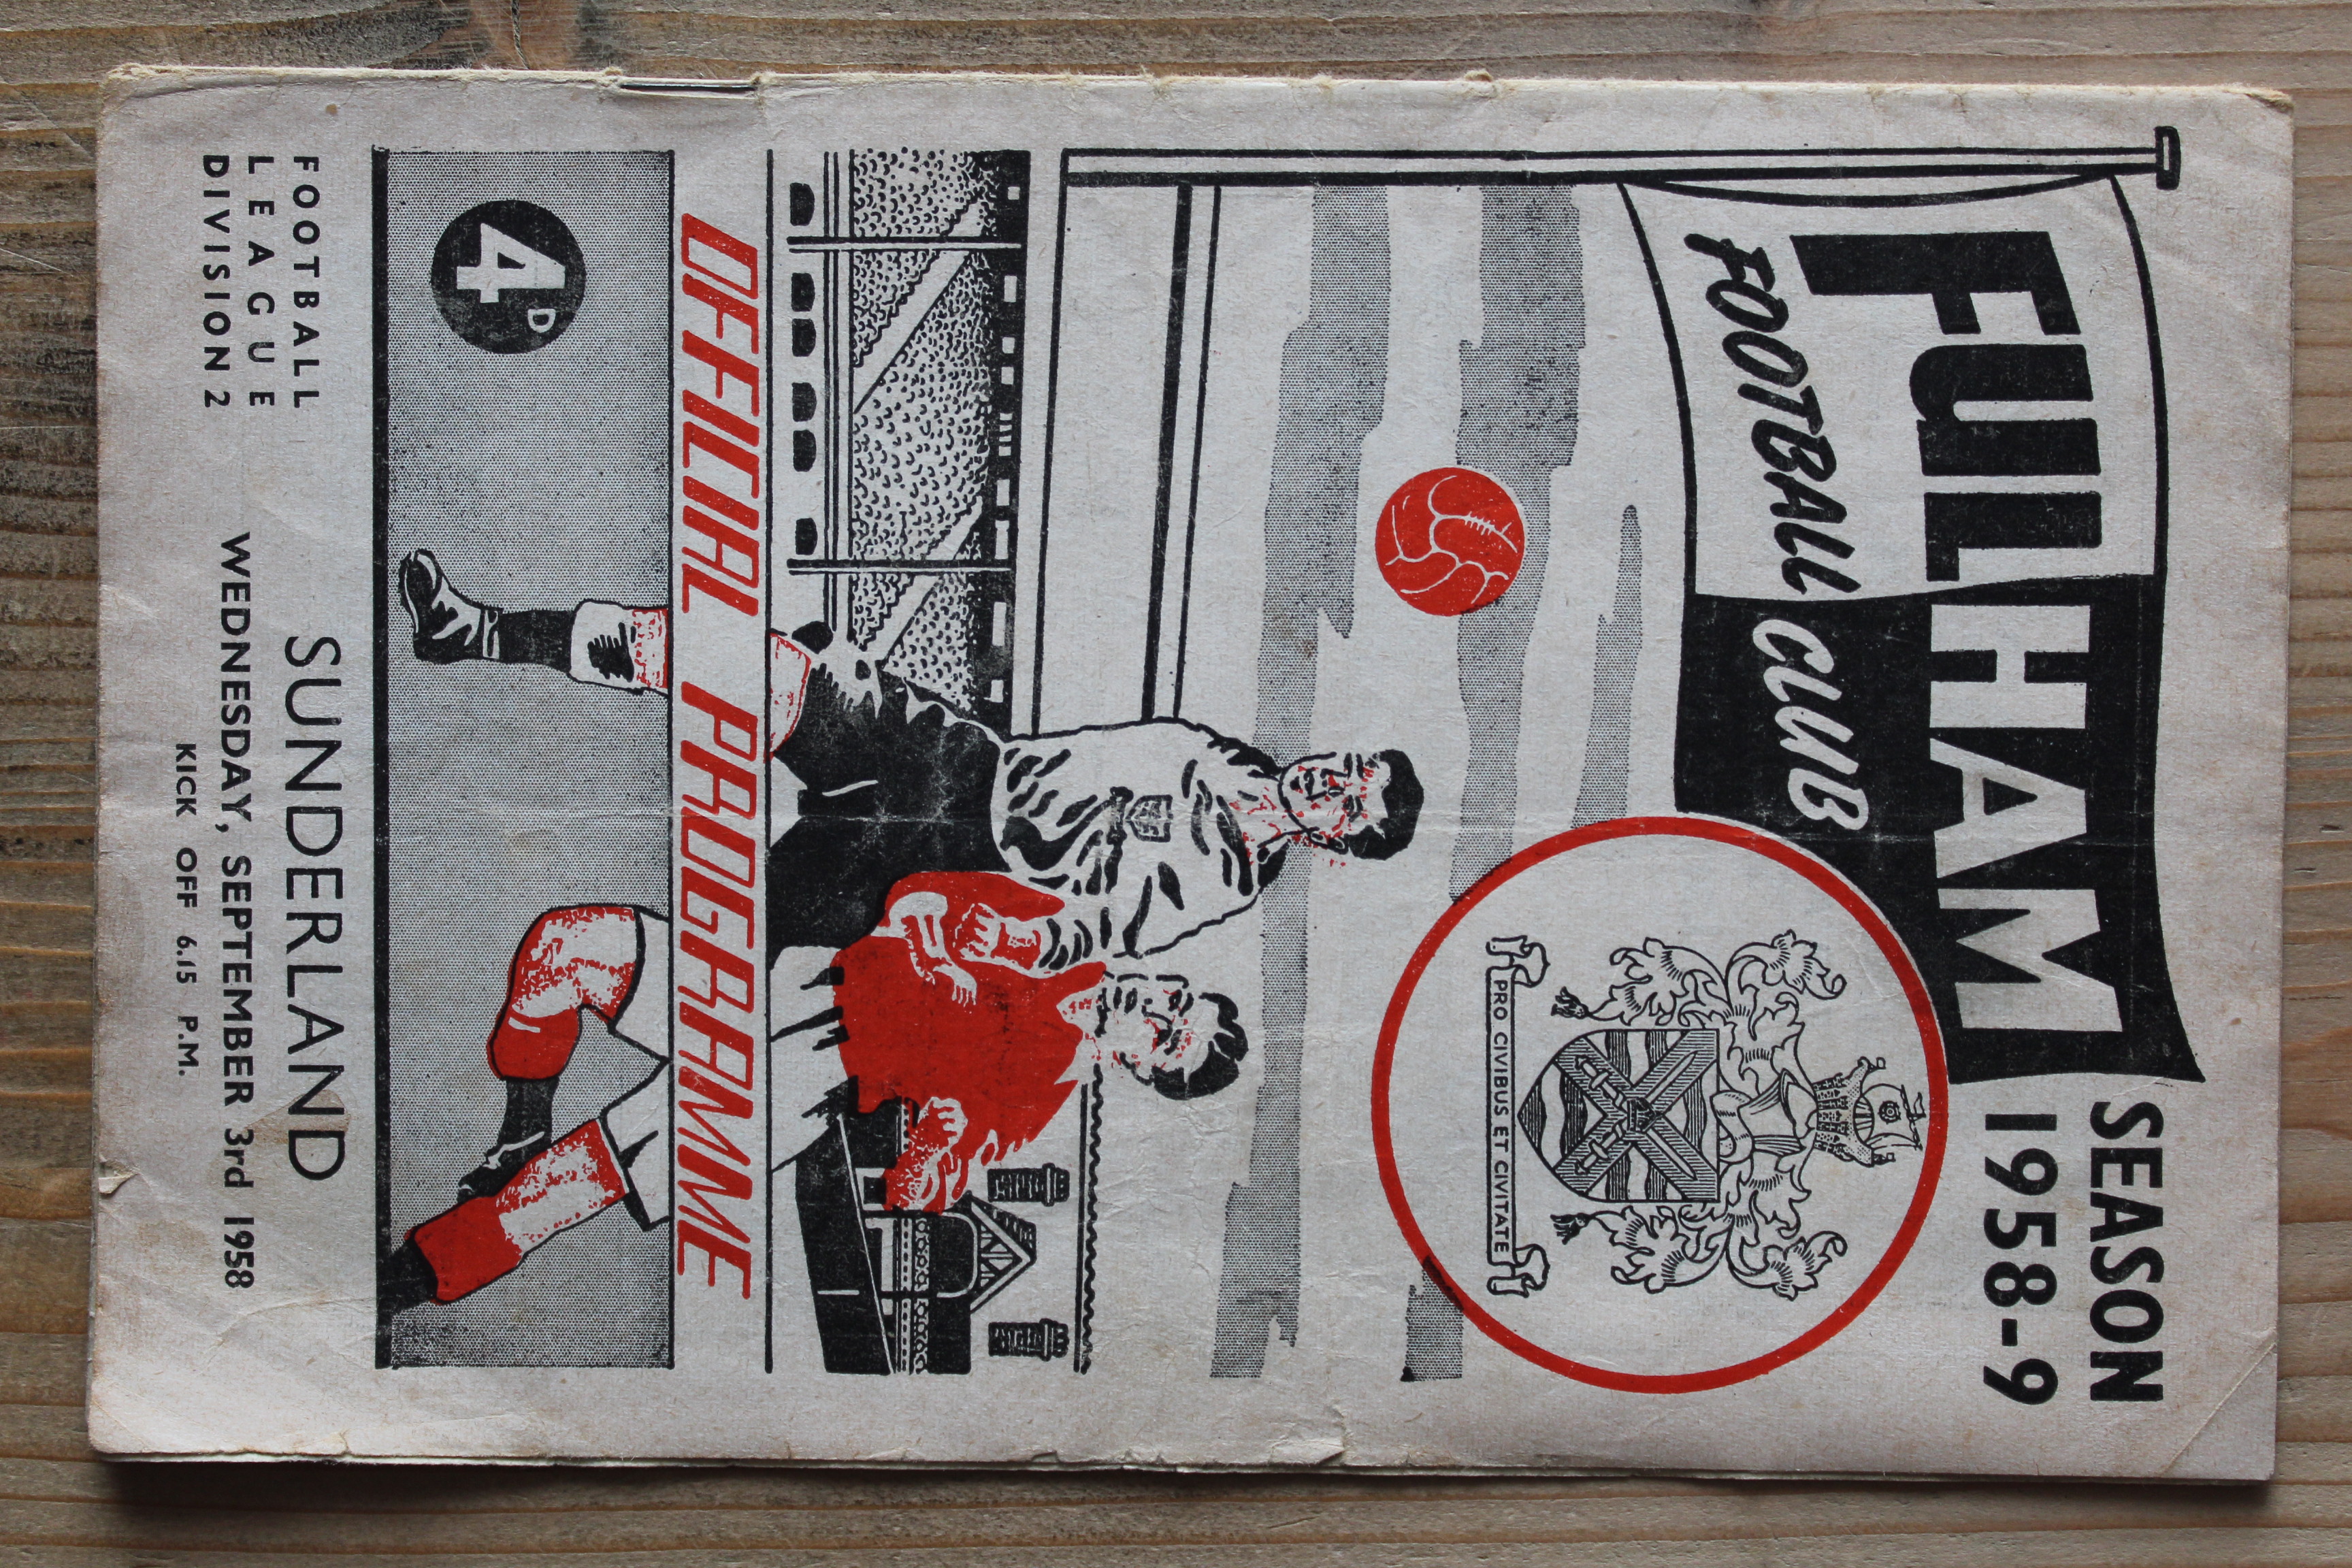 FULHAM
FOOTBALL CLUB
SEASON
1958-9
PRO CIVIBUS ET CIVITATE
OFFICIAL PROGRAMME
4D
FOOTBALL
LEAGUE
DIVISION 2
SUNDERLAND
WEDNESDAY, SEPTEMBER 3rd 1958
KICK OFF 6.15 P.M.